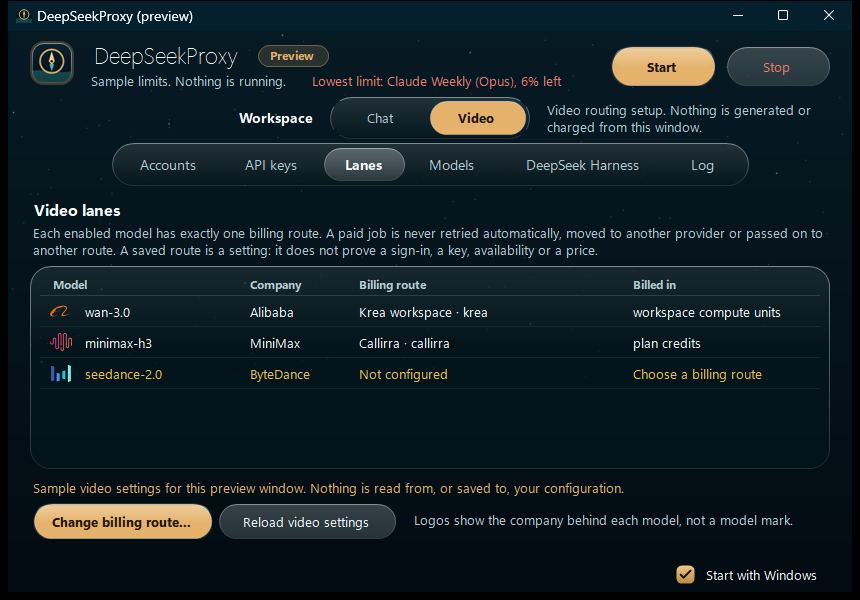 DeepSeekProxy (preview)
DeepSeekProxy
Preview
Sample limits. Nothing is running.
Lowest limit: Claude Weekly (Opus), 6% left
Start
Stop
Workspace
Chat
Video
Video routing setup. Nothing is generated or
charged from this window.
Accounts
API keys
Lanes
Models
DeepSeek Harness
Log
Video lanes
Each enabled model has exactly one billing route. A paid job is never retried automatically, moved to another provider or passed on to
another route. A saved route is a setting: it does not prove a sign-in, a key, availability or a price.
Model Company Billing route Billed in
wan-3.0 Alibaba Krea workspace · krea workspace compute units
minimax-h3 MiniMax Callirra · callirra plan credits
seedance-2.0 ByteDance Not configured Choose a billing route
Sample video settings for this preview window. Nothing is read from, or saved to, your configuration.
Change billing route...
Reload video settings
Logos show the company behind each model, not a model mark.
Start with Windows